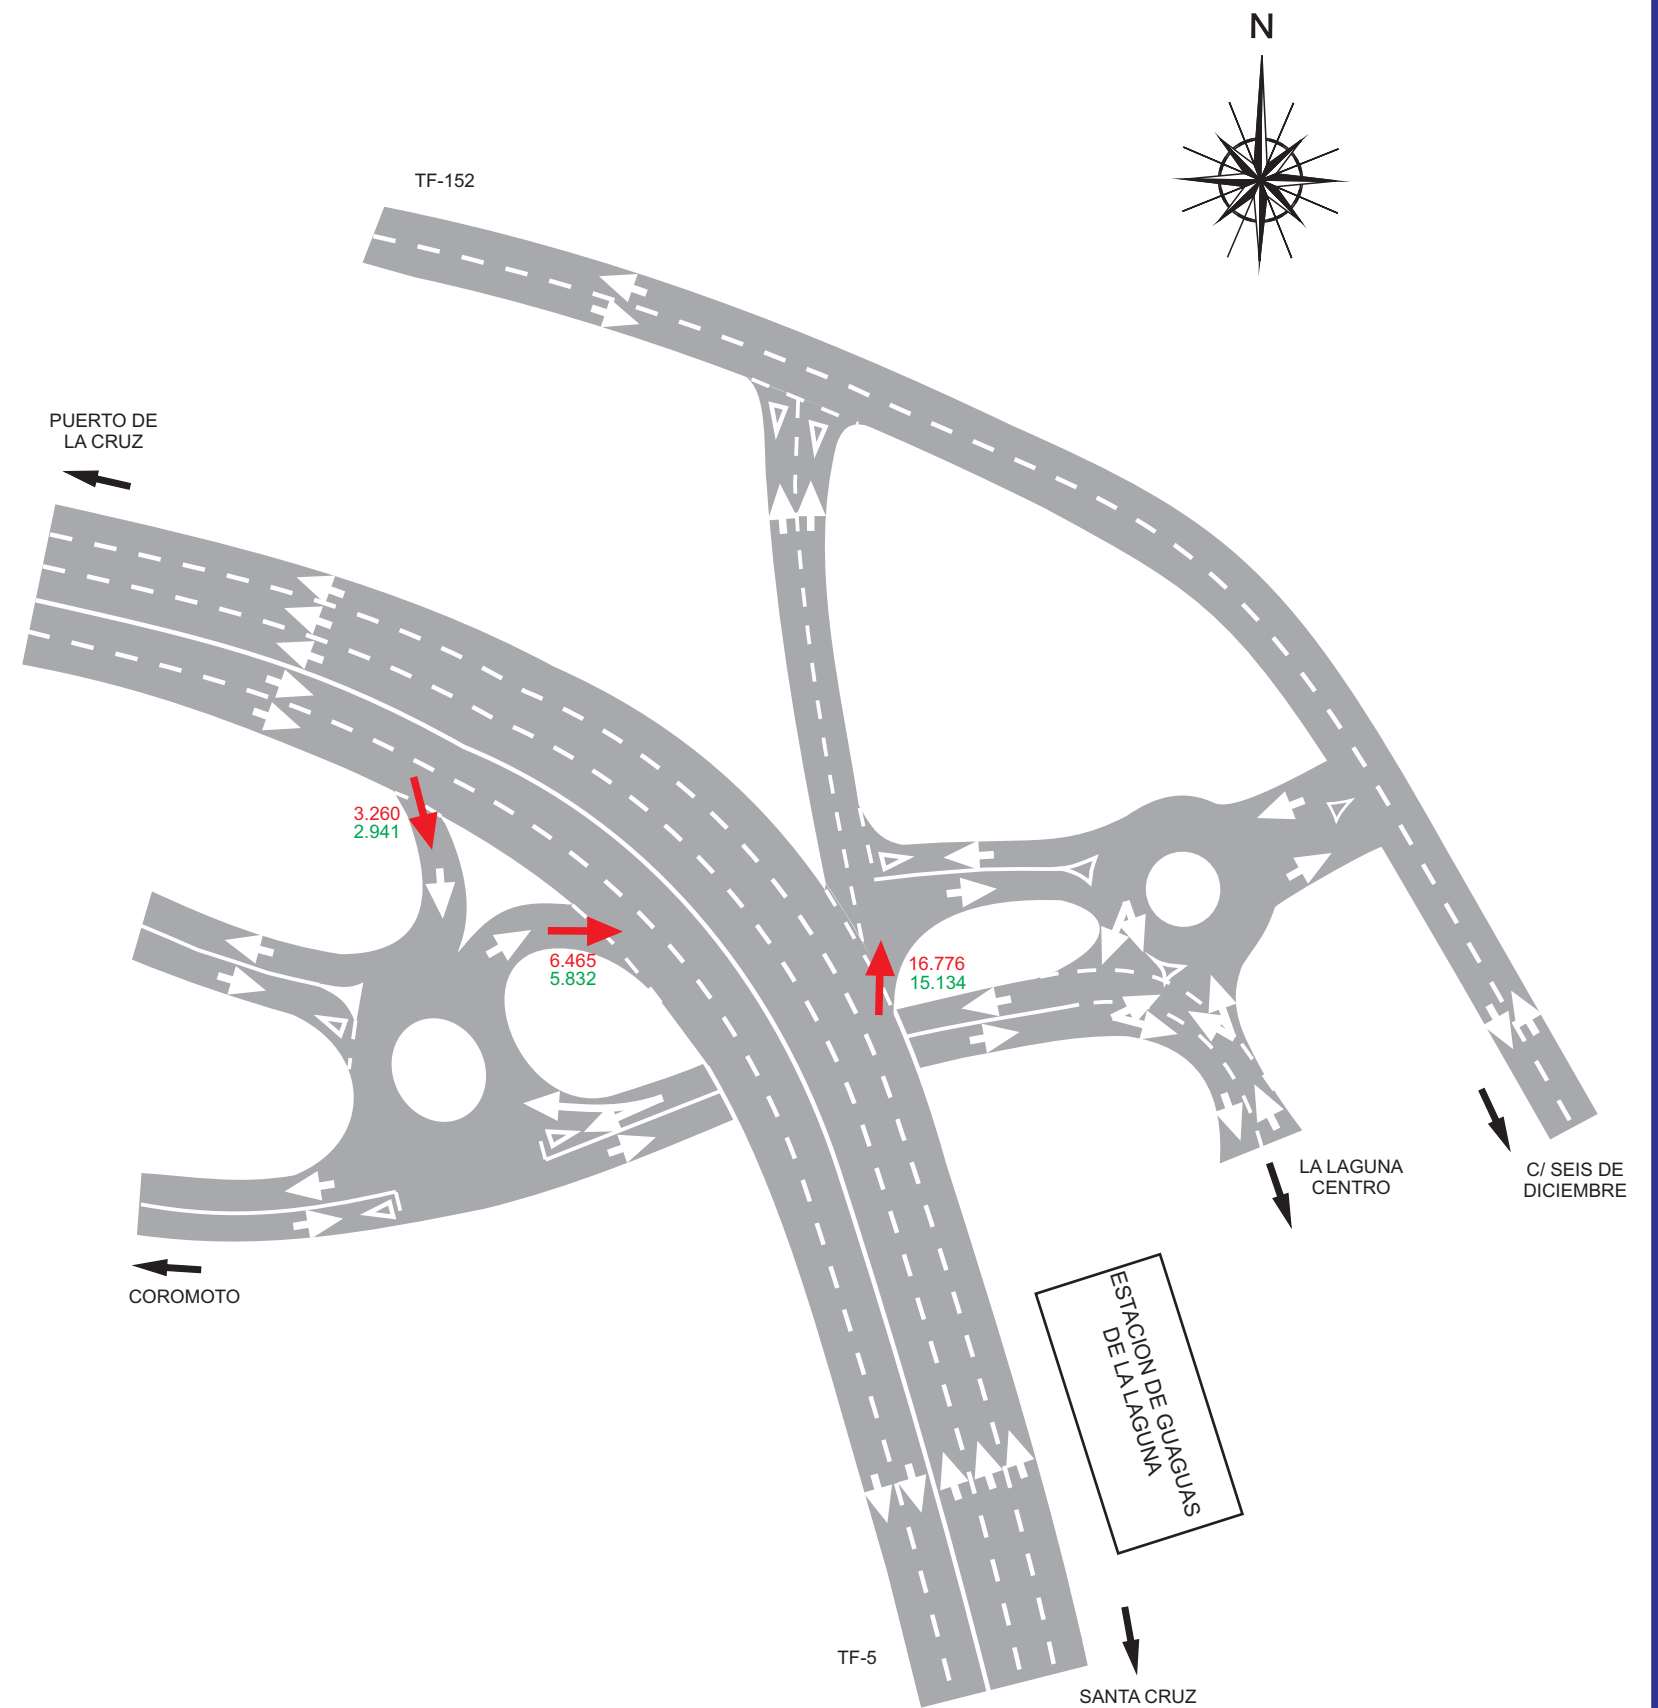 N
TF-152
PUERTO DE
LA CRUZ
3.260
2.941
6.465
5.832
16.776
15.134
LA LAGUNA
CENTRO
C/ SEIS DE
DICIEMBRE
COROMOTO
ESTACION DE GUAGUAS
DE LA LAGUNA
TF-5
SANTA CRUZ